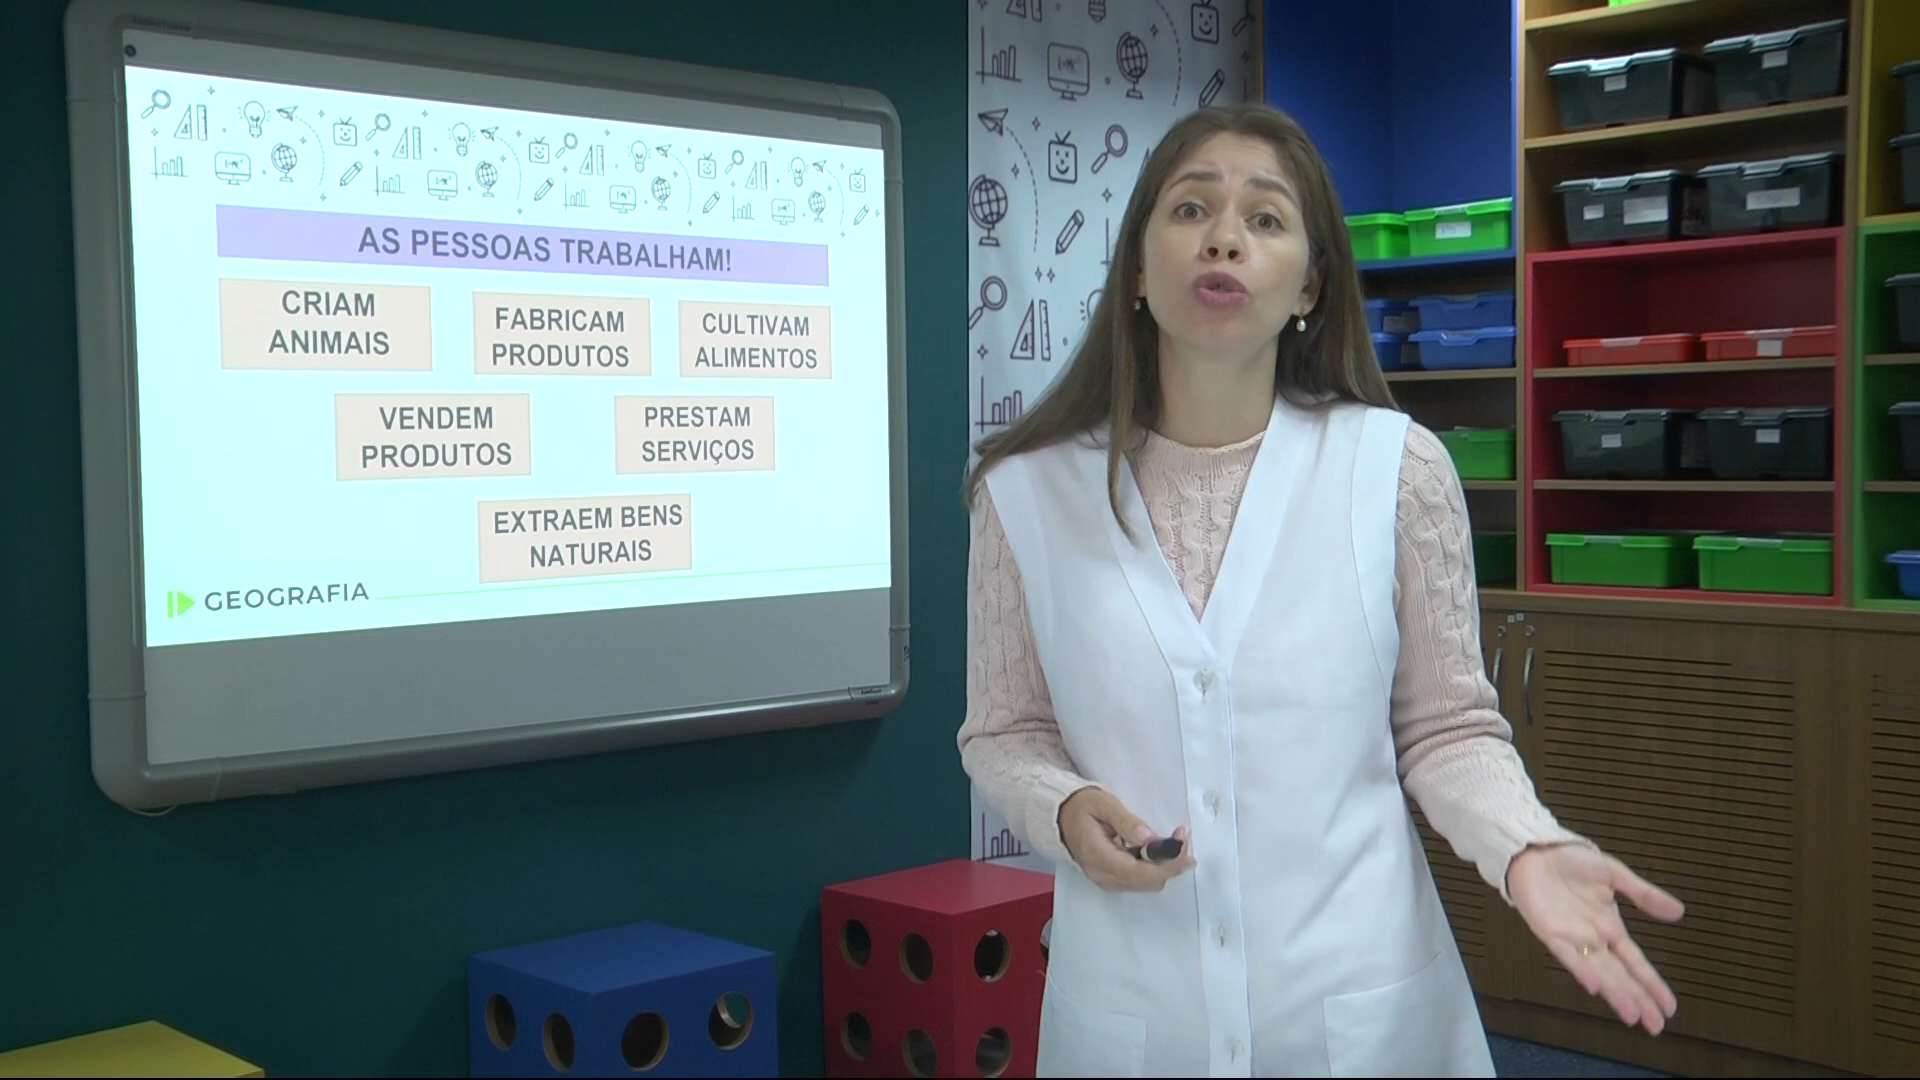 AS PESSOAS TRABALHAM!
CRIAM
ANIMAIS
FABRICAM
PRODUTOS
CULTIVAM
ALIMENTOS
VENDEM
PRODUTOS
PRESTAM
SERVIÇOS
EXTRAEM BENS
NATURAIS
GEOGRAFIA